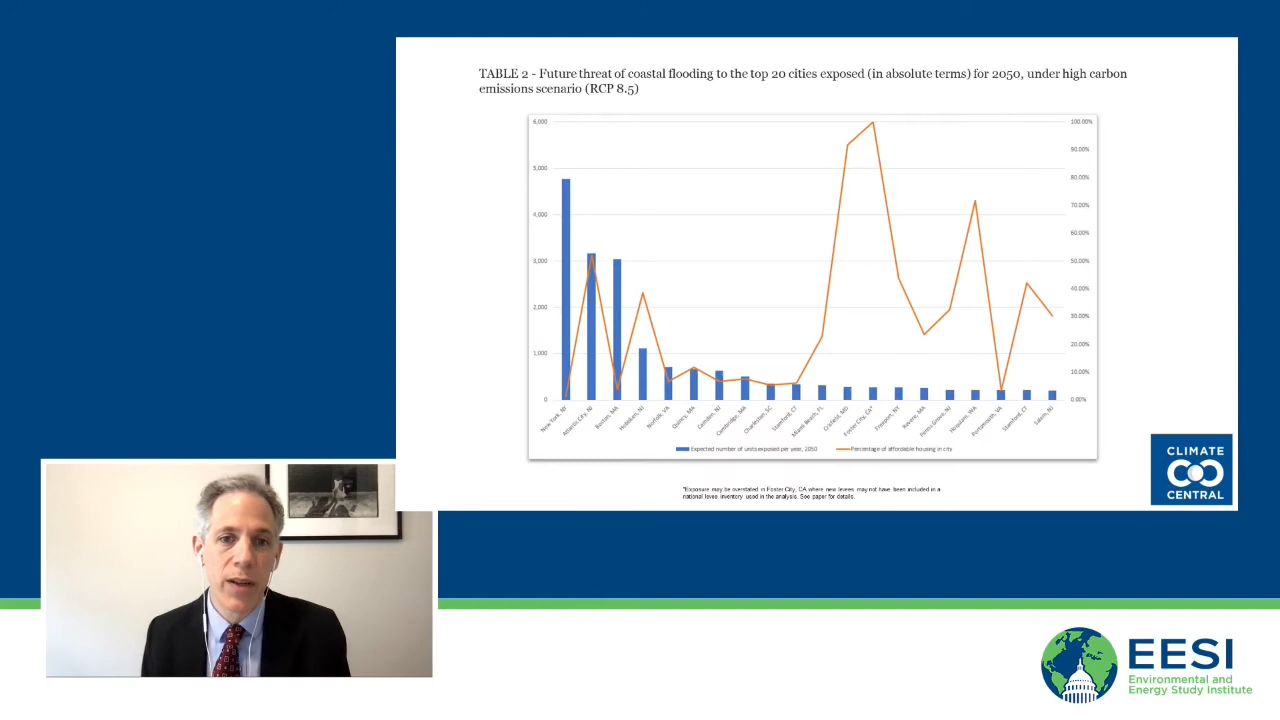 TABLE 2 - Future threat of coastal flooding to the top 20 cities exposed (in absolute terms) for 2050, under high carbon
emissions scenario (RCP 8.5)
6,000
5,000
4,000
3,000
2,000
1,000
0
100.00%
90.00%
80.00%
70.00%
60.00%
50.00%
40.00%
30.00%
20.00%
10.00%
0.00%
New York, NY
Atlantic City, NJ
Boston, MA
Hoboken, NJ
Norfolk, VA
Quincy, MA
Camden, NJ
Cambridge, MA
Charleston, SC
Stamford, CT
Miami Beach, FL
Crisfield, MD
Foster City, CA*
Freeport, NY
Revere, MA
Penns Grove, NJ
Hoquiam, WA
Portsmouth, VA
Stamford, CT
Salem, NJ
Expected number of units exposed per year, 2050
Percentage of affordable housing in city
*Exposure may be overstated in Foster City, CA where new levees may not have been included in a
national levee inventory used in the analysis. See paper for details.
CLIMATE
CENTRAL
EESI
Environmental and
Energy Study Institute